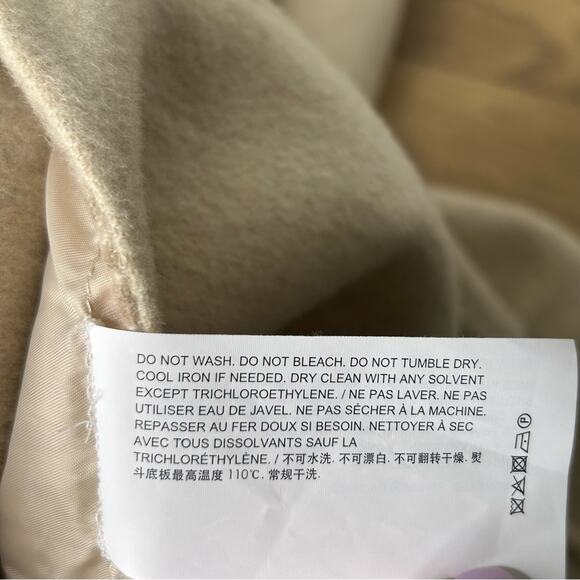 DO NOT WASH. DO NOT BLEACH. DO NOT TUMBLE DRY.
COOL IRON IF NEEDED. DRY CLEAN WITH ANY SOLVENT
EXCEPT TRICHLOROETHYLENE. / NE PAS LAVER. NE PAS
UTILISER EAU DE JAVEL. NE PAS SÉCHER À LA MACHINE.
REPASSER AU FER DOUX SI BESOIN. NETTOYER À SEC
AVEC TOUS DISSOLVANTS SAUF LA
TRICHLORÉTHYLÈNE. / 不可水洗. 不可漂白. 不可翻转干燥. 熨
斗底板最高温度 110℃. 常规干洗.